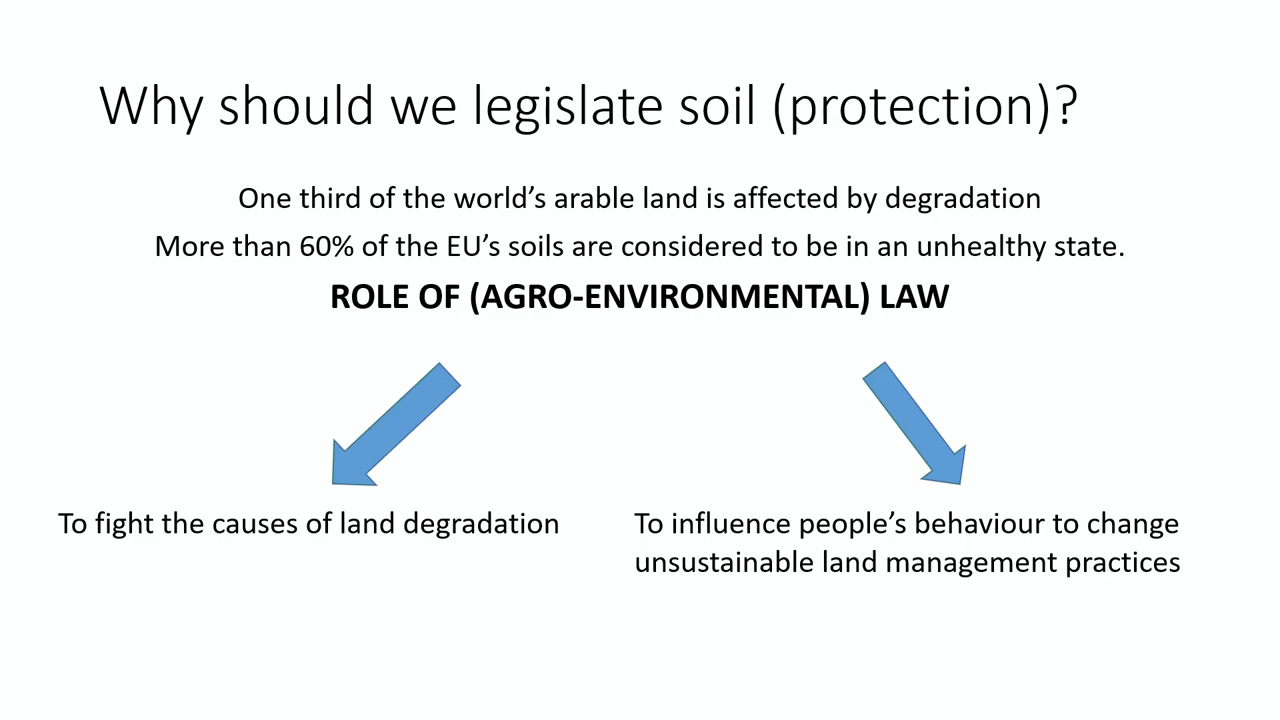 Why should we legislate soil (protection)?
One third of the world’s arable land is affected by degradation
More than 60% of the EU’s soils are considered to be in an unhealthy state.
ROLE OF (AGRO-ENVIRONMENTAL) LAW
To fight the causes of land degradation
To influence people’s behaviour to change
unsustainable land management practices